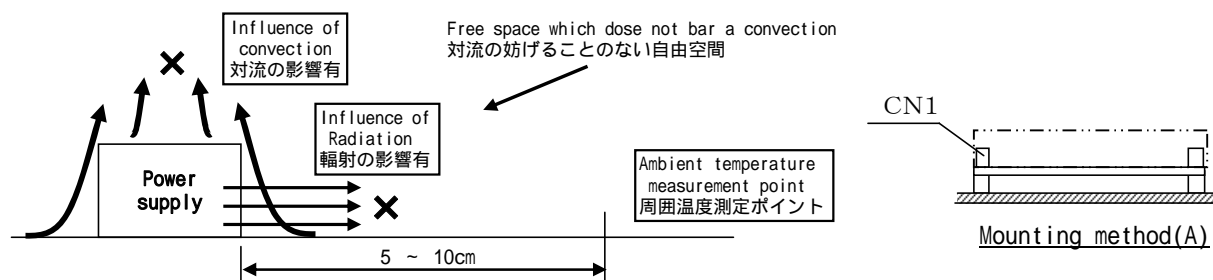 Influence of
convection
対流の影響有
Free space which dose not bar a convection
対流の妨げることのない自由空間
Influence of
Radiation
輻射の影響有
Power
supply
Ambient temperature
measurement point
周囲温度測定ポイント
5 ~ 10cm
CN1
Mounting method(A)